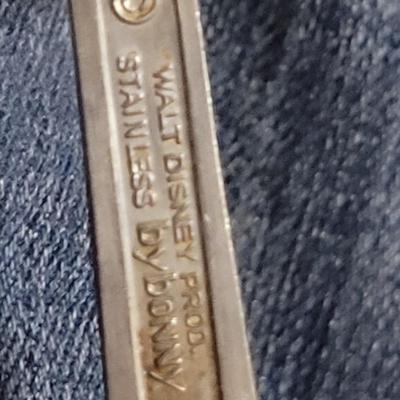 "WALT DISNEY PROD.
STAINLESS by bonny